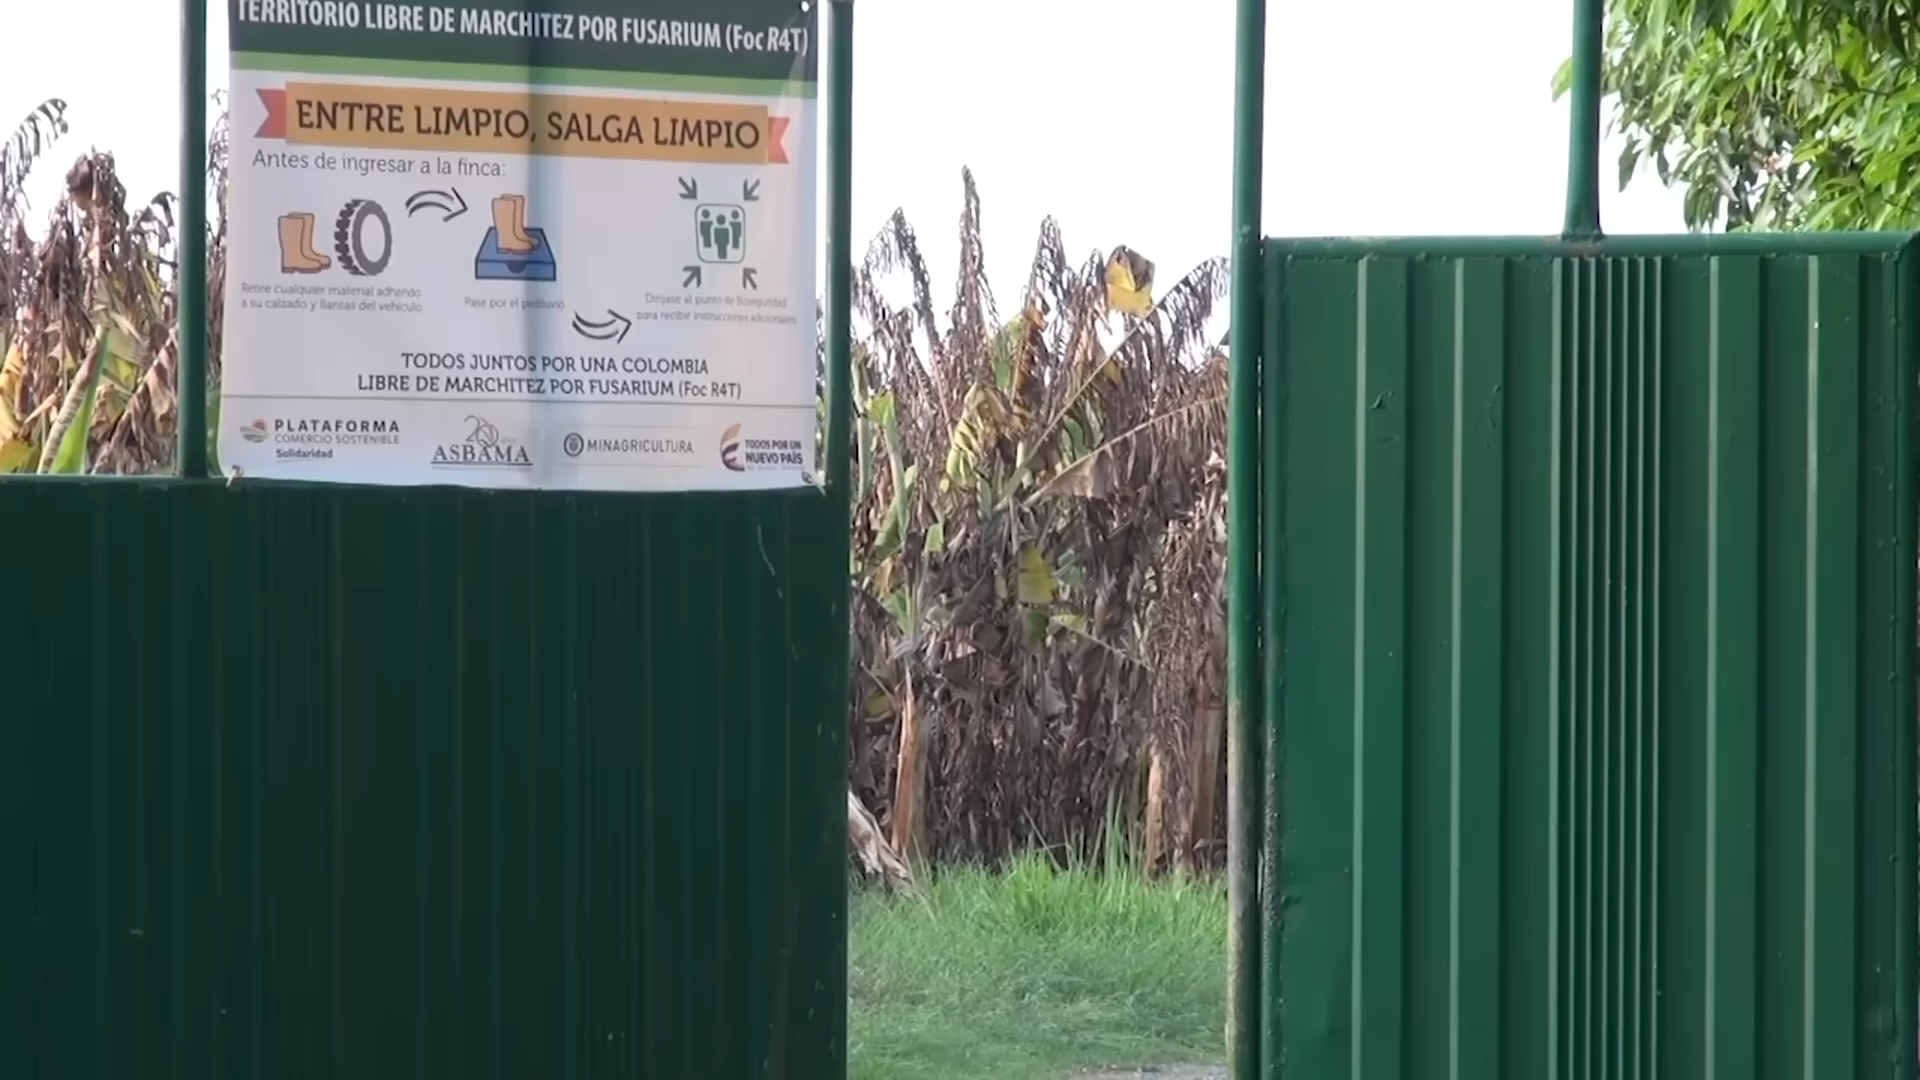 TERRITORIO LIBRE DE MARCHITEZ POR FUSARIUM (Foc R4T)
ENTRE LIMPIO, SALGA LIMPIO
Antes de ingresar a la finca:
Retire cualquier material adherido
a su calzado y llantas del vehículo
Pase por el pediluvio
Diríjase al punto de Bioseguridad
para recibir instrucciones adicionales
TODOS JUNTOS POR UNA COLOMBIA
LIBRE DE MARCHITEZ POR FUSARIUM (Foc R4T)
PLATAFORMA
COMERCIO SOSTENIBLE
Solidaridad
20
ASBAMA
MINAGRICULTURA
TODOS POR UN
NUEVO PAÍS